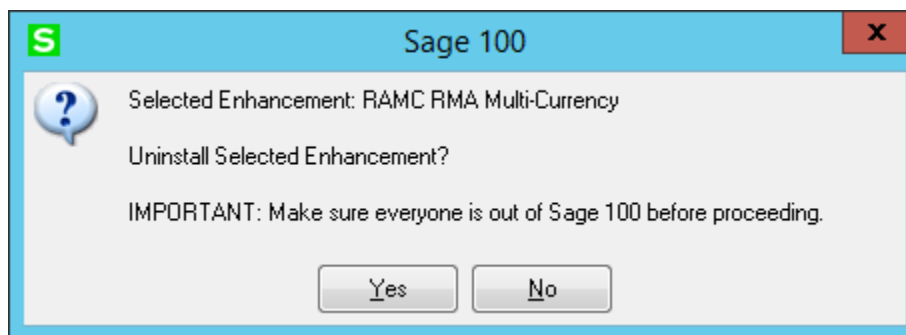 S
Sage 100
x
?
Selected Enhancement: RAMC RMA Multi-Currency
Uninstall Selected Enhancement?
IMPORTANT: Make sure everyone is out of Sage 100 before proceeding.
Yes
No